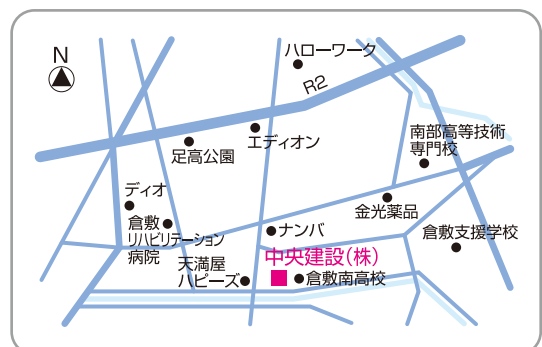 ハローワーク
N
R2
エディオン
足高公園
南部高等技術
専門校
ディオ
金光薬品
倉敷
リハビリテーション
病院
ナンバ
倉敷支援学校
中央建設(株)
天満屋
ハピーズ
倉敷南高校